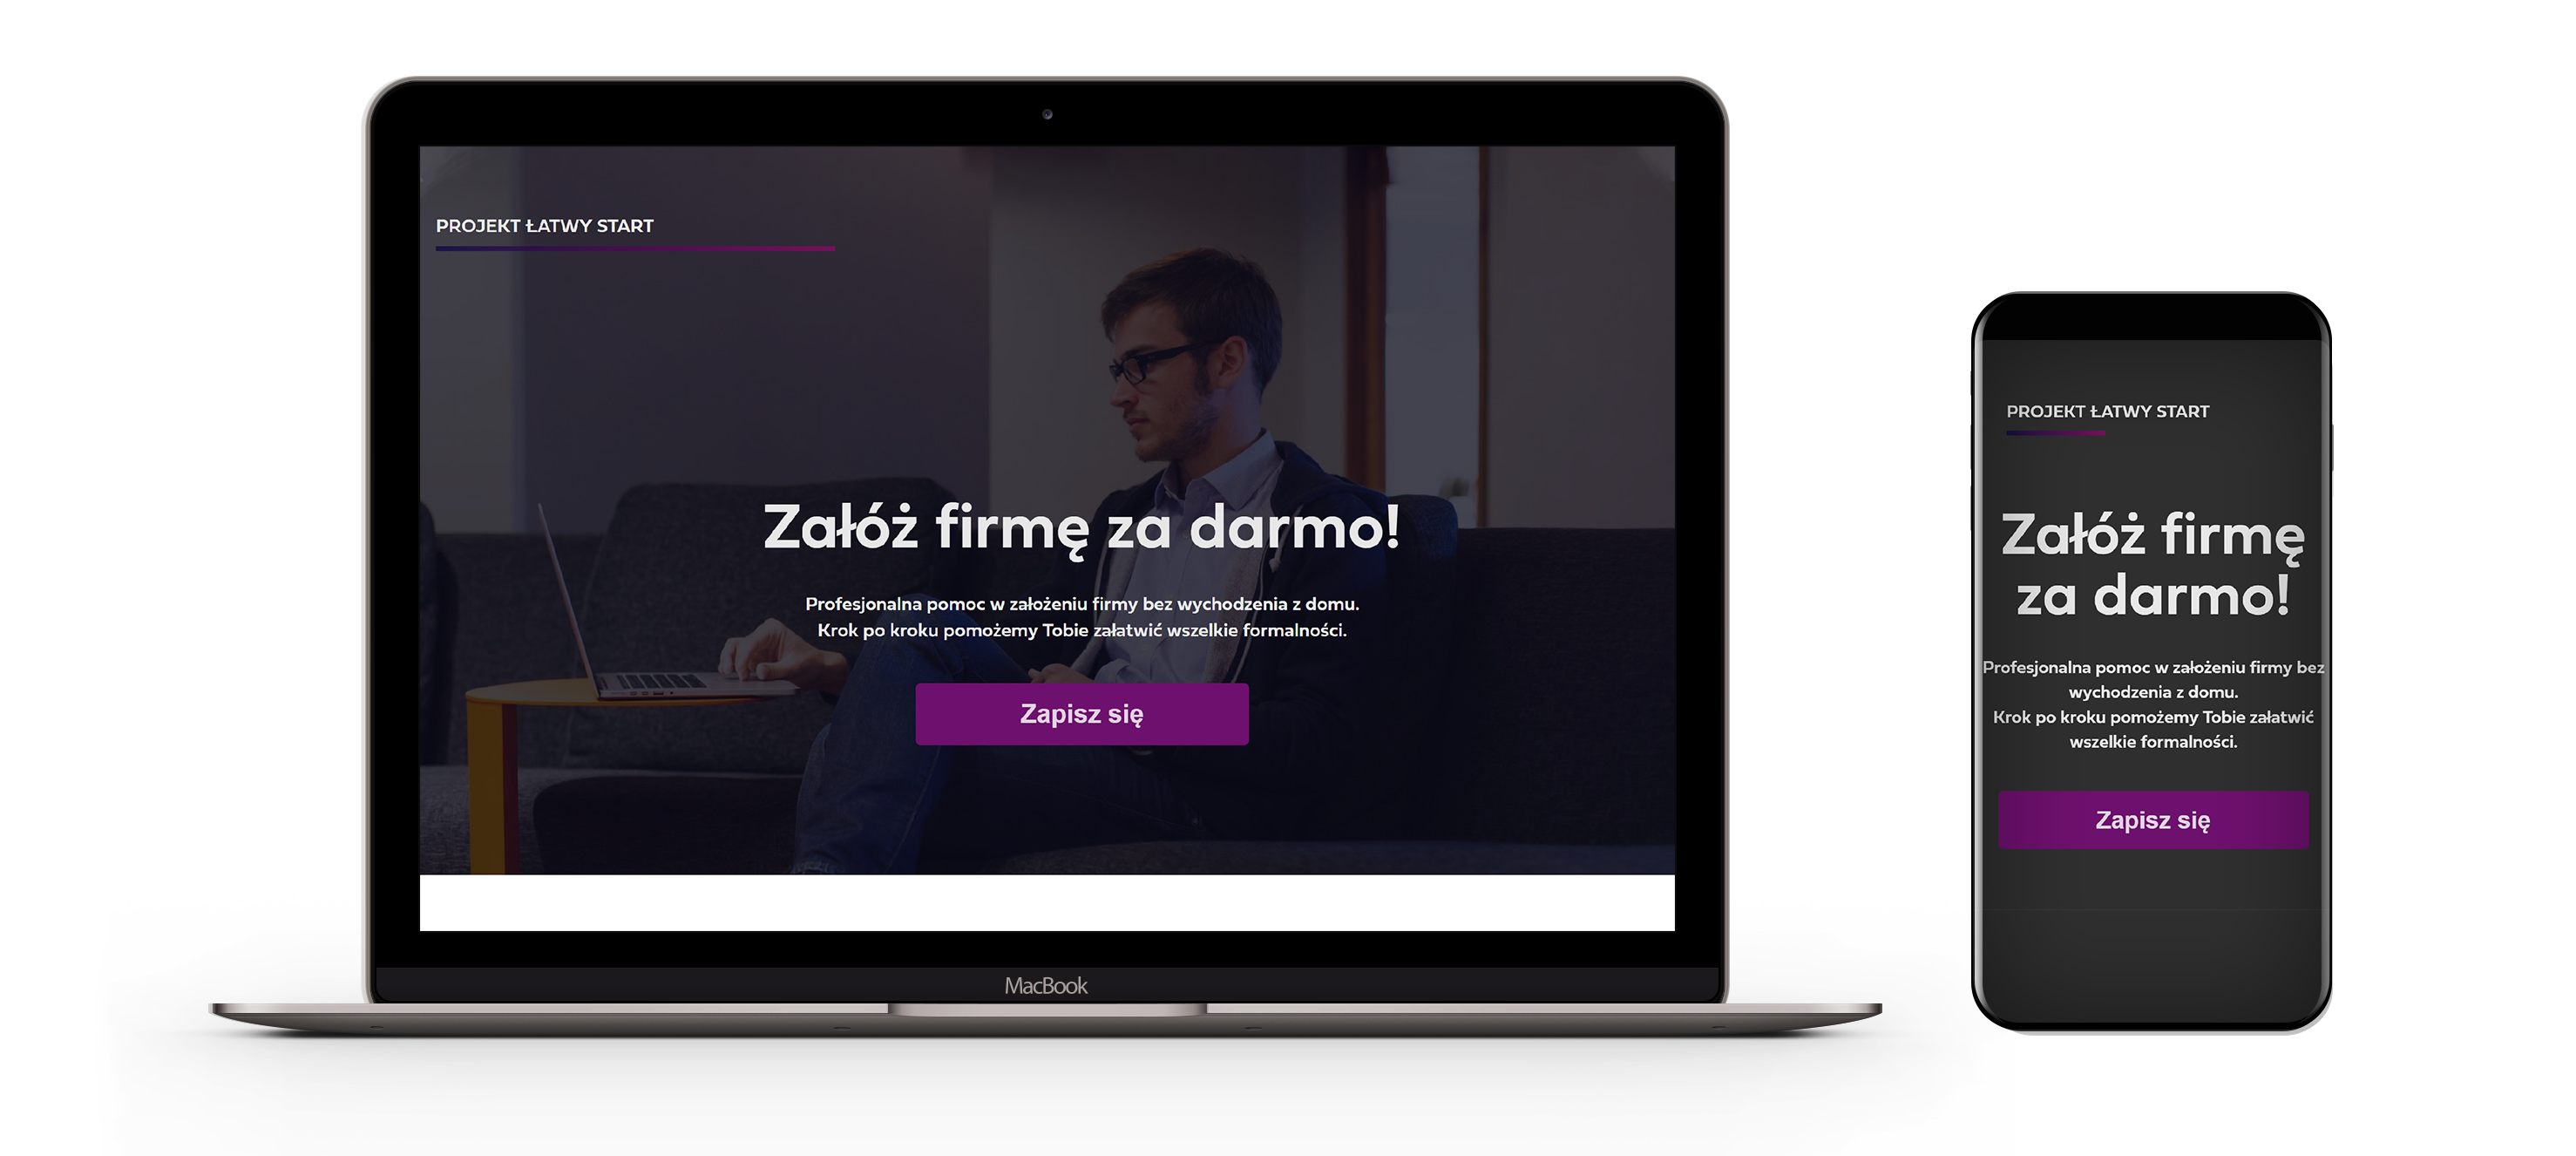 PROJEKT ŁATWY START
Załóż firmę za darmo!
Profesjonalna pomoc w założeniu firmy bez wychodzenia z domu.
Krok po kroku pomożemy Tobie załatwić wszelkie formalności.
Zapisz się
MacBook
PROJEKT ŁATWY START
Załóż firmę
za darmo!
Profesjonalna pomoc w założeniu firmy bez
wychodzenia z domu.
Krok po kroku pomożemy Tobie załatwić
wszelkie formalności.
Zapisz się